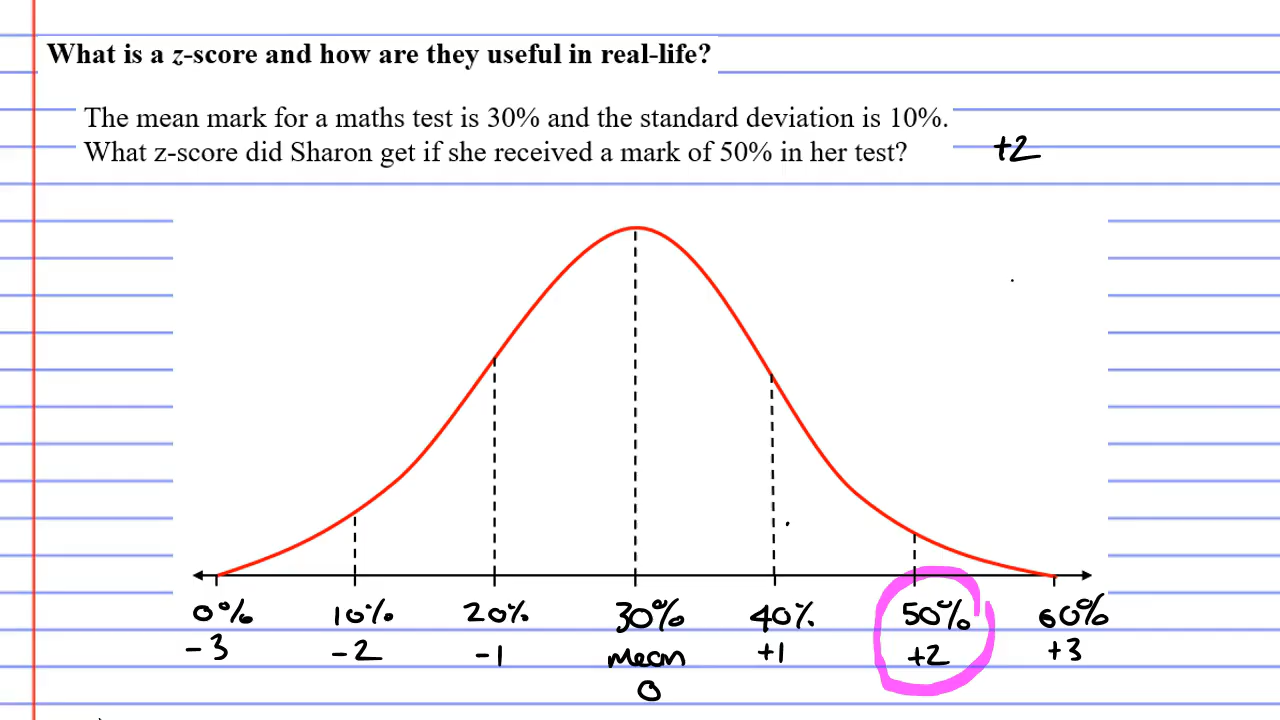 What is a z-score and how are they useful in real-life?
The mean mark for a maths test is 30% and the standard deviation is 10%.
What z-score did Sharon get if she received a mark of 50% in her test? +2
0% 10% 20% 30% 40% 50% 60%
-3 -2 -1 mean +1 +2 +3
0